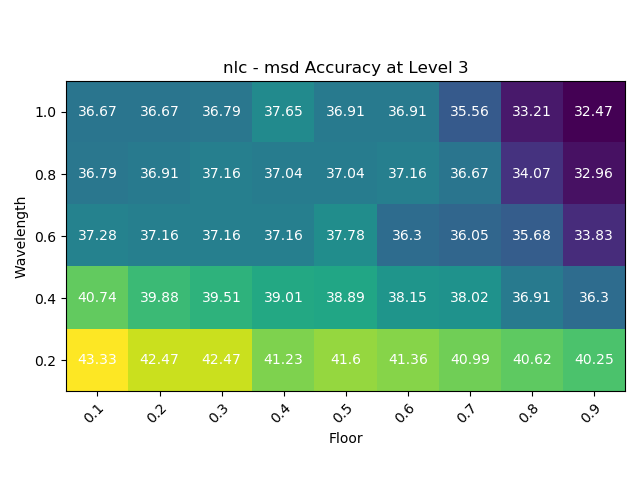 nlc - msd Accuracy at Level 3
Wavelength
1.0 36.67 36.67 36.79 37.65 36.91 36.91 35.56 33.21 32.47
0.8 36.79 36.91 37.16 37.04 37.04 37.16 36.67 34.07 32.96
0.6 37.28 37.16 37.16 37.16 37.78 36.3 36.05 35.68 33.83
0.4 40.74 39.88 39.51 39.01 38.89 38.15 38.02 36.91 36.3
0.2 43.33 42.47 42.47 41.23 41.6 41.36 40.99 40.62 40.25
0.1 0.2 0.3 0.4 0.5 0.6 0.7 0.8 0.9
Floor